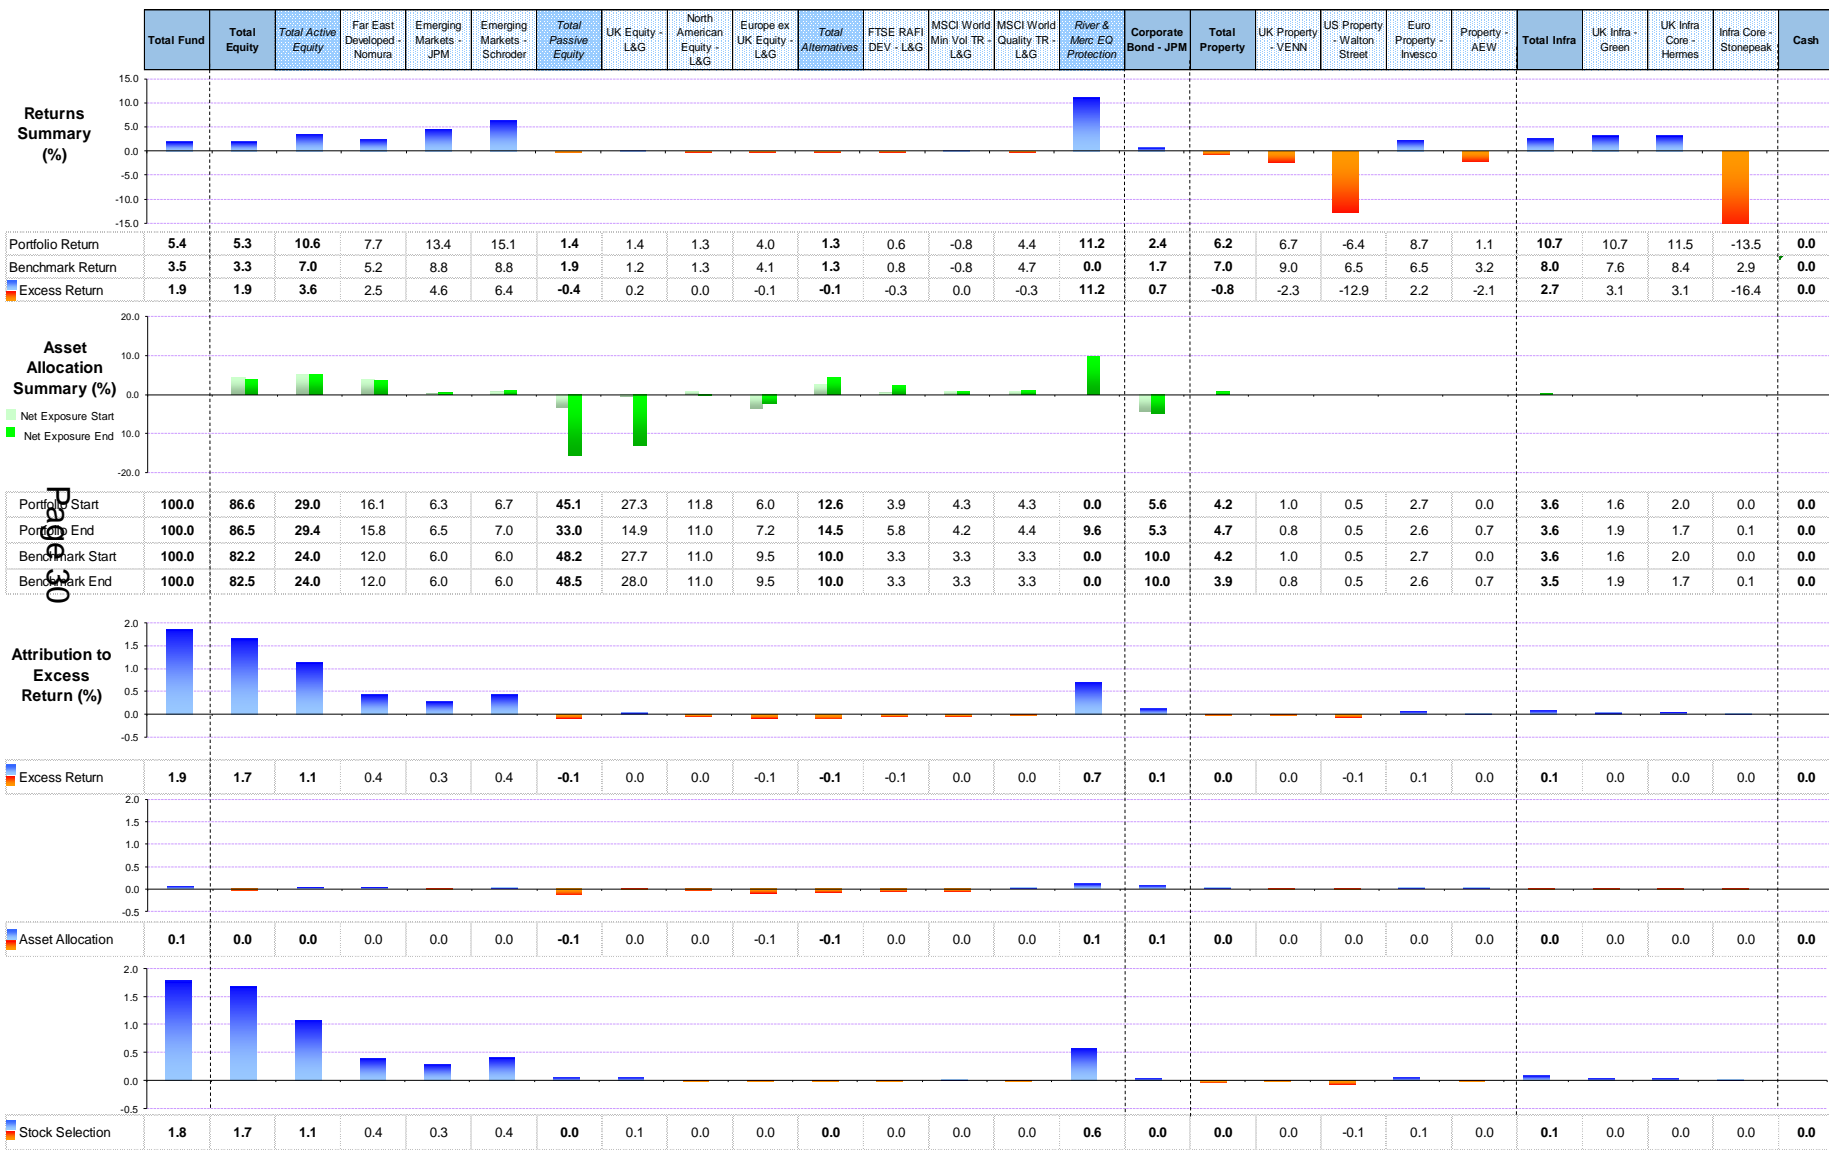 Total Fund Total Equity Total Active Equity Far East Developed - Nomura Emerging Markets - JPM Emerging Markets - Schroder Total Passive Equity UK Equity - L&G North American Equity - L&G Europe ex UK Equity - L&G Total Alternatives FTSE RAFI DEV - L&G MSCI World Min Vol TR - L&G MSCI World Quality TR - L&G River & Merc EQ Protection Corporate Bond - JPM Total Property UK Property - VENN US Property - Walton Street Euro Property - Invesco Property - AEW Total Infra UK Infra - Green UK Infra Core - Hermes Infra Core - Stonepeak Cash
Returns
Summary
(%)
15.0
10.0
5.0
0.0
-5.0
-10.0
-15.0
Portfolio Return 5.4 5.3 10.6 7.7 13.4 15.1 1.4 1.4 1.3 4.0 1.3 0.6 -0.8 4.4 11.2 2.4 6.2 6.7 -6.4 8.7 1.1 10.7 10.7 11.5 -13.5 0.0
Benchmark Return 3.5 3.3 7.0 5.2 8.8 8.8 1.9 1.2 1.3 4.1 1.3 0.8 -0.8 4.7 0.0 1.7 7.0 9.0 6.5 6.5 3.2 8.0 7.6 8.4 2.9 0.0
Excess Return 1.9 1.9 3.6 2.5 4.6 6.4 -0.4 0.2 0.0 -0.1 -0.1 -0.3 0.0 -0.3 11.2 0.7 -0.8 -2.3 -12.9 2.2 -2.1 2.7 3.1 3.1 -16.4 0.0
Asset
Allocation
Summary (%)
Net Exposure Start
Net Exposure End
20.0
10.0
0.0
-10.0
-20.0
Portfolio Start 100.0 86.6 29.0 16.1 6.3 6.7 45.1 27.3 11.8 6.0 12.6 3.9 4.3 4.3 0.0 5.6 4.2 1.0 0.5 2.7 0.0 3.6 1.6 2.0 0.0 0.0
Portfolio End 100.0 86.5 29.4 15.8 6.5 7.0 33.0 14.9 11.0 7.2 14.5 5.8 4.2 4.4 9.6 5.3 4.7 0.8 0.5 2.6 0.7 3.6 1.9 1.7 0.1 0.0
Benchmark Start 100.0 82.2 24.0 12.0 6.0 6.0 48.2 27.7 11.0 9.5 10.0 3.3 3.3 3.3 0.0 10.0 4.2 1.0 0.5 2.7 0.0 3.6 1.6 2.0 0.0 0.0
Benchmark End 100.0 82.5 24.0 12.0 6.0 6.0 48.5 28.0 11.0 9.5 10.0 3.3 3.3 3.3 0.0 10.0 3.9 0.8 0.5 2.6 0.7 3.5 1.9 1.7 0.1 0.0
Page 30
Attribution to
Excess
Return (%)
2.0
1.5
1.0
0.5
0.0
-0.5
Excess Return 1.9 1.7 1.1 0.4 0.3 0.4 -0.1 0.0 0.0 -0.1 -0.1 -0.1 0.0 0.0 0.7 0.1 0.0 0.0 -0.1 0.1 0.0 0.1 0.0 0.0 0.0 0.0
2.0
1.5
1.0
0.5
0.0
-0.5
Asset Allocation 0.1 0.0 0.0 0.0 0.0 0.0 -0.1 0.0 0.0 -0.1 -0.1 0.0 0.0 0.0 0.1 0.1 0.0 0.0 0.0 0.0 0.0 0.0 0.0 0.0 0.0 0.0
2.0
1.5
1.0
0.5
0.0
-0.5
Stock Selection 1.8 1.7 1.1 0.4 0.3 0.4 0.0 0.1 0.0 0.0 0.0 0.0 0.0 0.0 0.6 0.0 0.0 0.0 -0.1 0.1 0.0 0.1 0.0 0.0 0.0 0.0